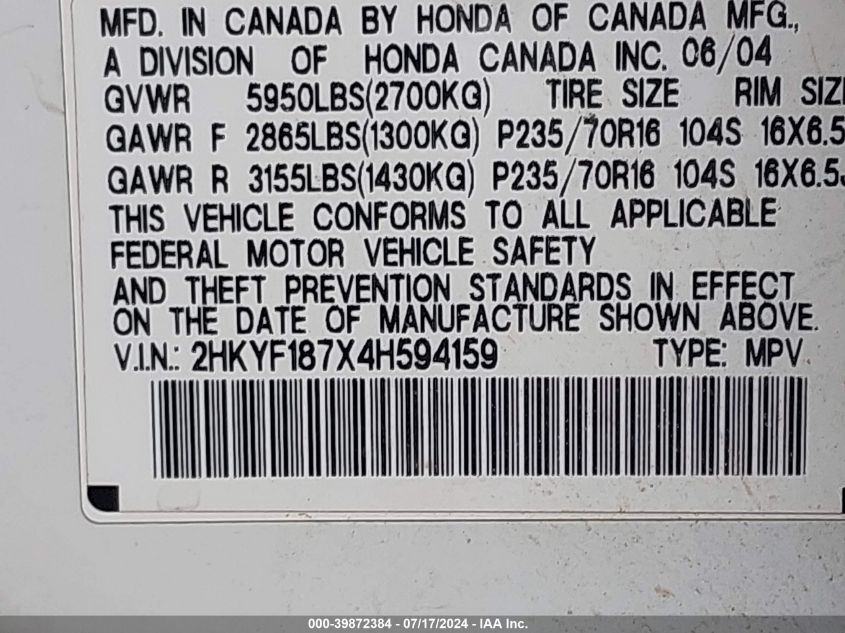 MFD. IN CANADA BY HONDA OF CANADA MFG.,
A DIVISION OF HONDA CANADA INC. 06/04
GVWR 5950LBS(2700KG) TIRE SIZE RIM SIZ
GAWR F 2865LBS(1300KG) P235/70R16 104S 16X6.5
GAWR R 3155LBS(1430KG) P235/70R16 104S 16X6.5J
THIS VEHICLE CONFORMS TO ALL APPLICABLE
FEDERAL MOTOR VEHICLE SAFETY
AND THEFT PREVENTION STANDARDS IN EFFECT
ON THE DATE OF MANUFACTURE SHOWN ABOVE.
V.I.N.: 2HKYF187X4H594159 TYPE: MPV
000-39872384 - 07/17/2024 - IAA Inc.